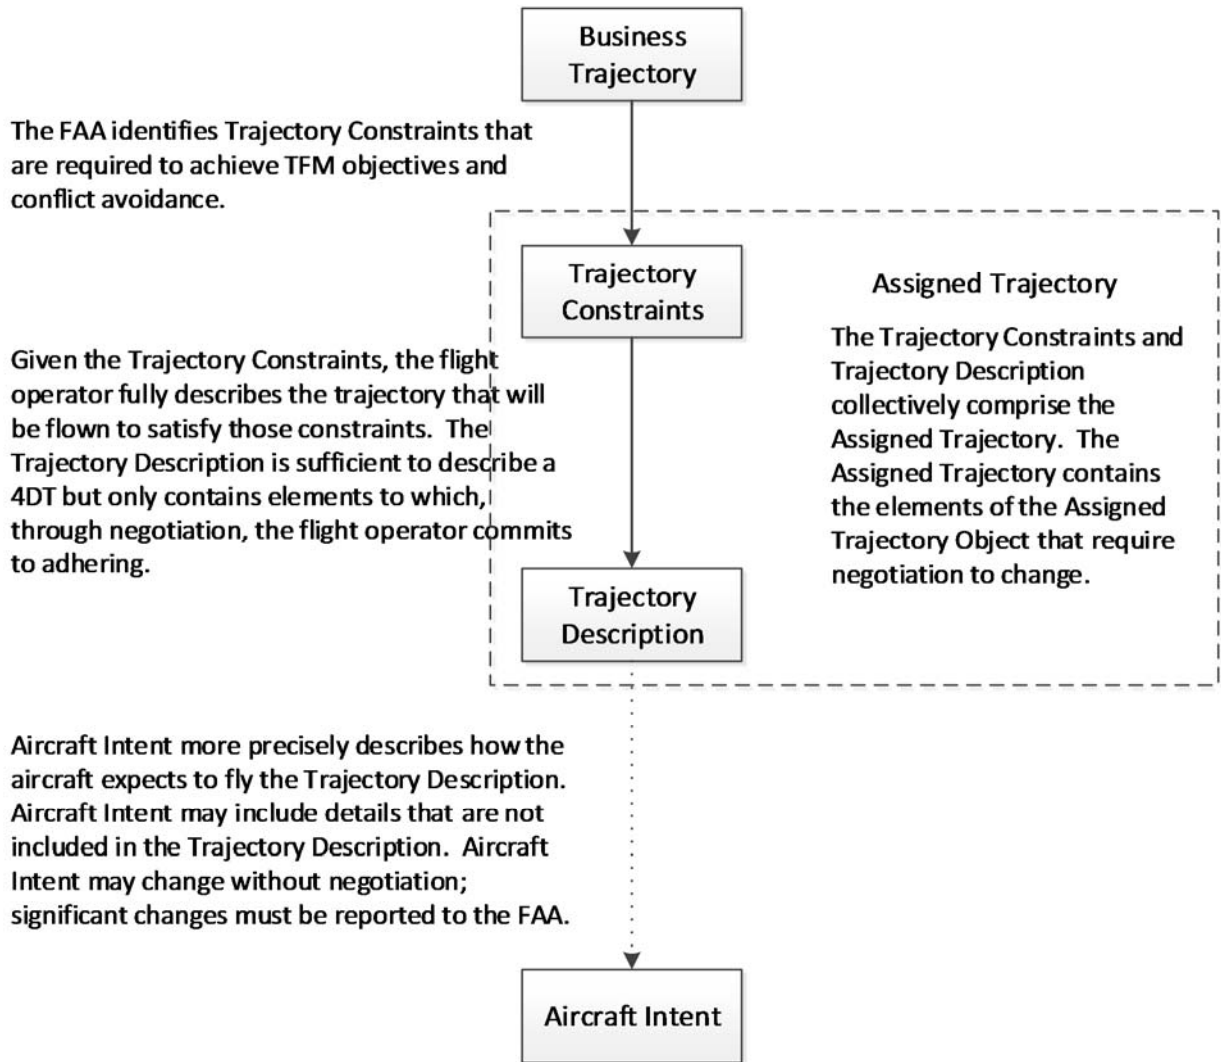 Business
Trajectory
The FAA identifies Trajectory Constraints that
are required to achieve TFM objectives and
conflict avoidance.
Trajectory
Constraints
Assigned Trajectory
The Trajectory Constraints and
Trajectory Description
collectively comprise the
Assigned Trajectory. The
Assigned Trajectory contains
the elements of the Assigned
Trajectory Object that require
negotiation to change.
Given the Trajectory Constraints, the flight
operator fully describes the trajectory that will
be flown to satisfy those constraints. The
Trajectory Description is sufficient to describe a
4DT but only contains elements to which,
through negotiation, the flight operator commits
to adhering.
Trajectory
Description
Aircraft Intent more precisely describes how the
aircraft expects to fly the Trajectory Description.
Aircraft Intent may include details that are not
included in the Trajectory Description. Aircraft
Intent may change without negotiation;
significant changes must be reported to the FAA.
Aircraft Intent